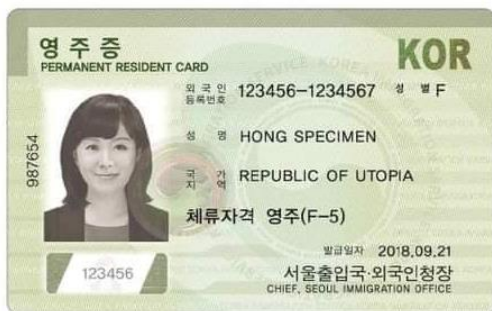 영주증
PERMANENT RESIDENT CARD
KOR
외국인
등록번호 123456-1234567 성별 F
성명 HONG SPECIMEN
국가
지역 REPUBLIC OF UTOPIA
체류자격 영주(F-5)
발급일자 2018.09.21
서울출입국·외국인청장
CHIEF, SEOUL IMMIGRATION OFFICE
987654
123456